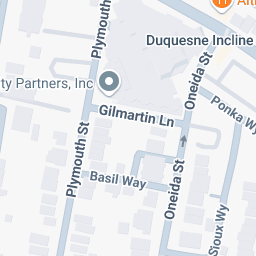 Alti
Plymouth St
Duquesne Incline
Oneida St
ty Partners, Inc
Ponka Wy
Gilmartin Ln
Plymouth St
Basil Way
Oneida St
Sioux Wy